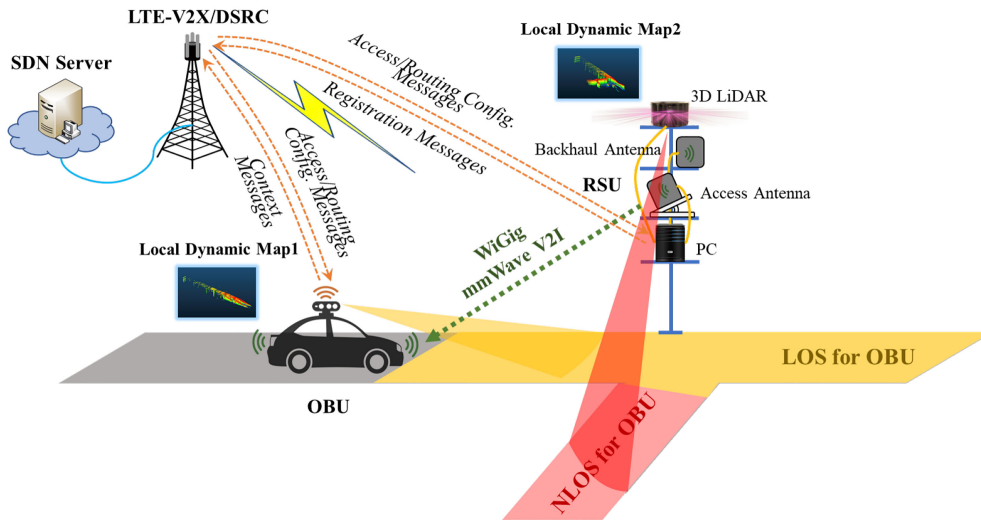 LTE-V2X/DSRC
SDN Server
Local Dynamic Map2
3D LiDAR
Backhaul Antenna
RSU
Access Antenna
PC
Access/Routing Config.
Messages
Registration Messages
Access/Routing
Config. Messages
Context
Messages
WiGig
mmWave V2I
Local Dynamic Map1
OBU
LOS for OBU
NLOS for OBU